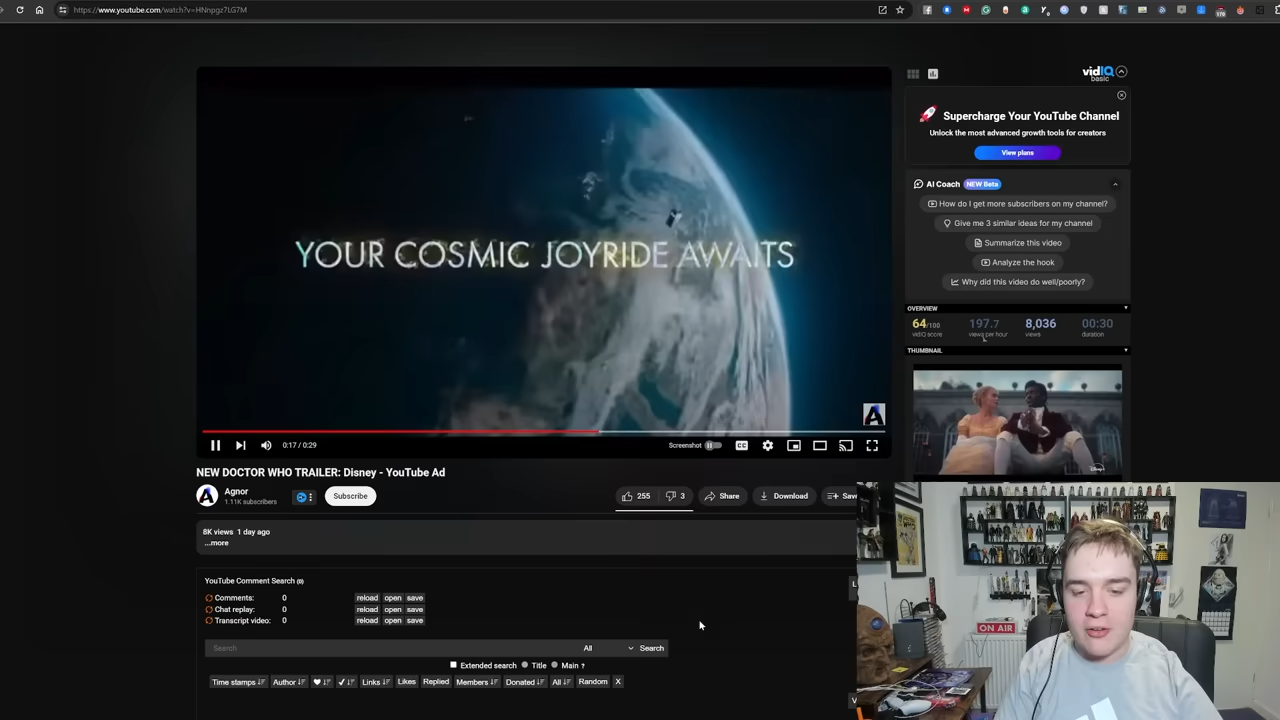 https://www.youtube.com/watch?v=HNnpgz7LG7M
170
YOUR COSMIC JOYRIDE AWAITS
A
0:17 / 0:29
Screenshot
CC
NEW DOCTOR WHO TRAILER: Disney - YouTube Ad
Agnor
1.11K subscribers
Subscribe
255
3
Share
Download
Save
8K views 1 day ago
...more
YouTube Comment Search (0)
Comments: 0 reload open save
Chat replay: 0 reload open save
Transcript video: 0 reload open save
Search All Search
Extended search Title Main ?
Time stamps Author Links Likes Replied Members Donated All Random X
vidIQ
basic
Supercharge Your YouTube Channel
Unlock the most advanced growth tools for creators
View plans
AI Coach NEW Beta
How do I get more subscribers on my channel?
Give me 3 similar ideas for my channel
Summarize this video
Analyze the hook
Why did this video do well/poorly?
OVERVIEW
64/100 197.7 8,036 00:30
vidIQ score views per hour views duration
THUMBNAIL
Disney+
ON AIR